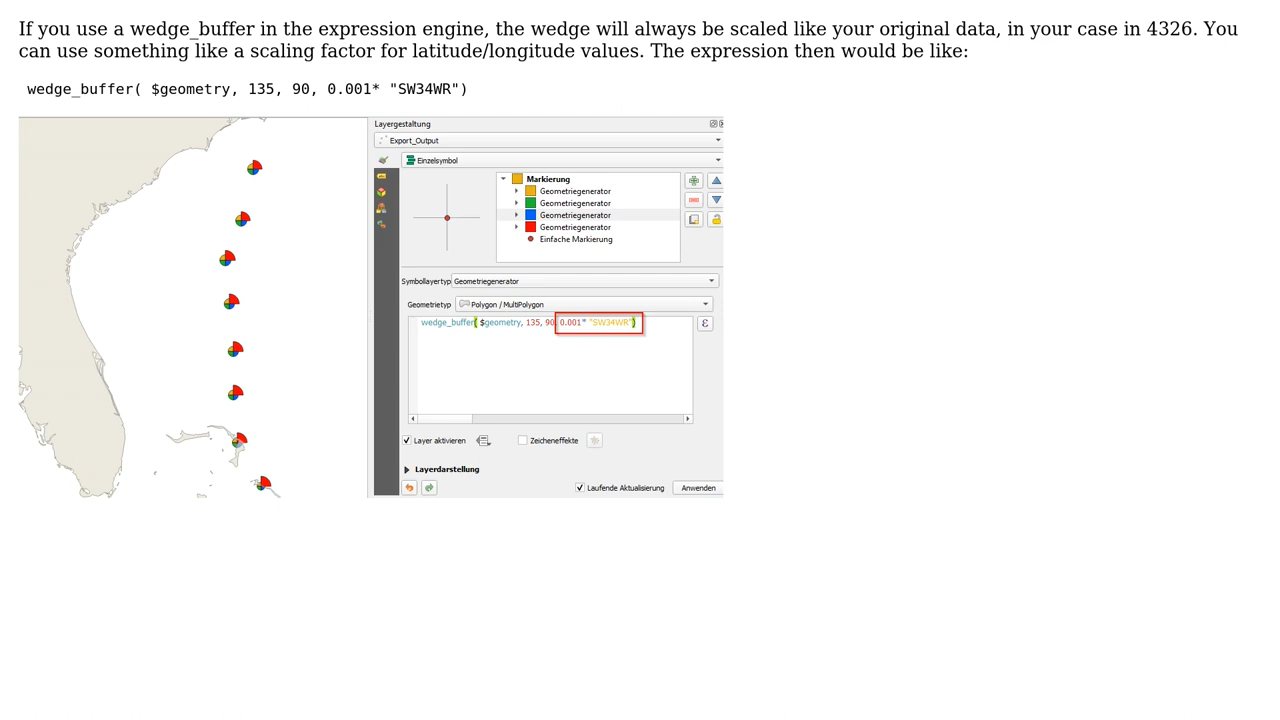 If you use a wedge_buffer in the expression engine, the wedge will always be scaled like your original data, in your case in 4326. You
can use something like a scaling factor for latitude/longitude values. The expression then would be like:
wedge_buffer( $geometry, 135, 90, 0.001* "SW34WR")
Layergestaltung
Export_Output
Einzelsymbol
Markierung
Geometriegenerator
Geometriegenerator
Geometriegenerator
Geometriegenerator
Einfache Markierung
Symbollayertyp Geometriegenerator
Geometrietyp Polygon / MultiPolygon
wedge_buffer( $geometry, 135, 90, 0.001* "SW34WR")
ε
Layer aktivieren Zeicheneffekte
Layerdarstellung
Laufende Aktualisierung Anwenden